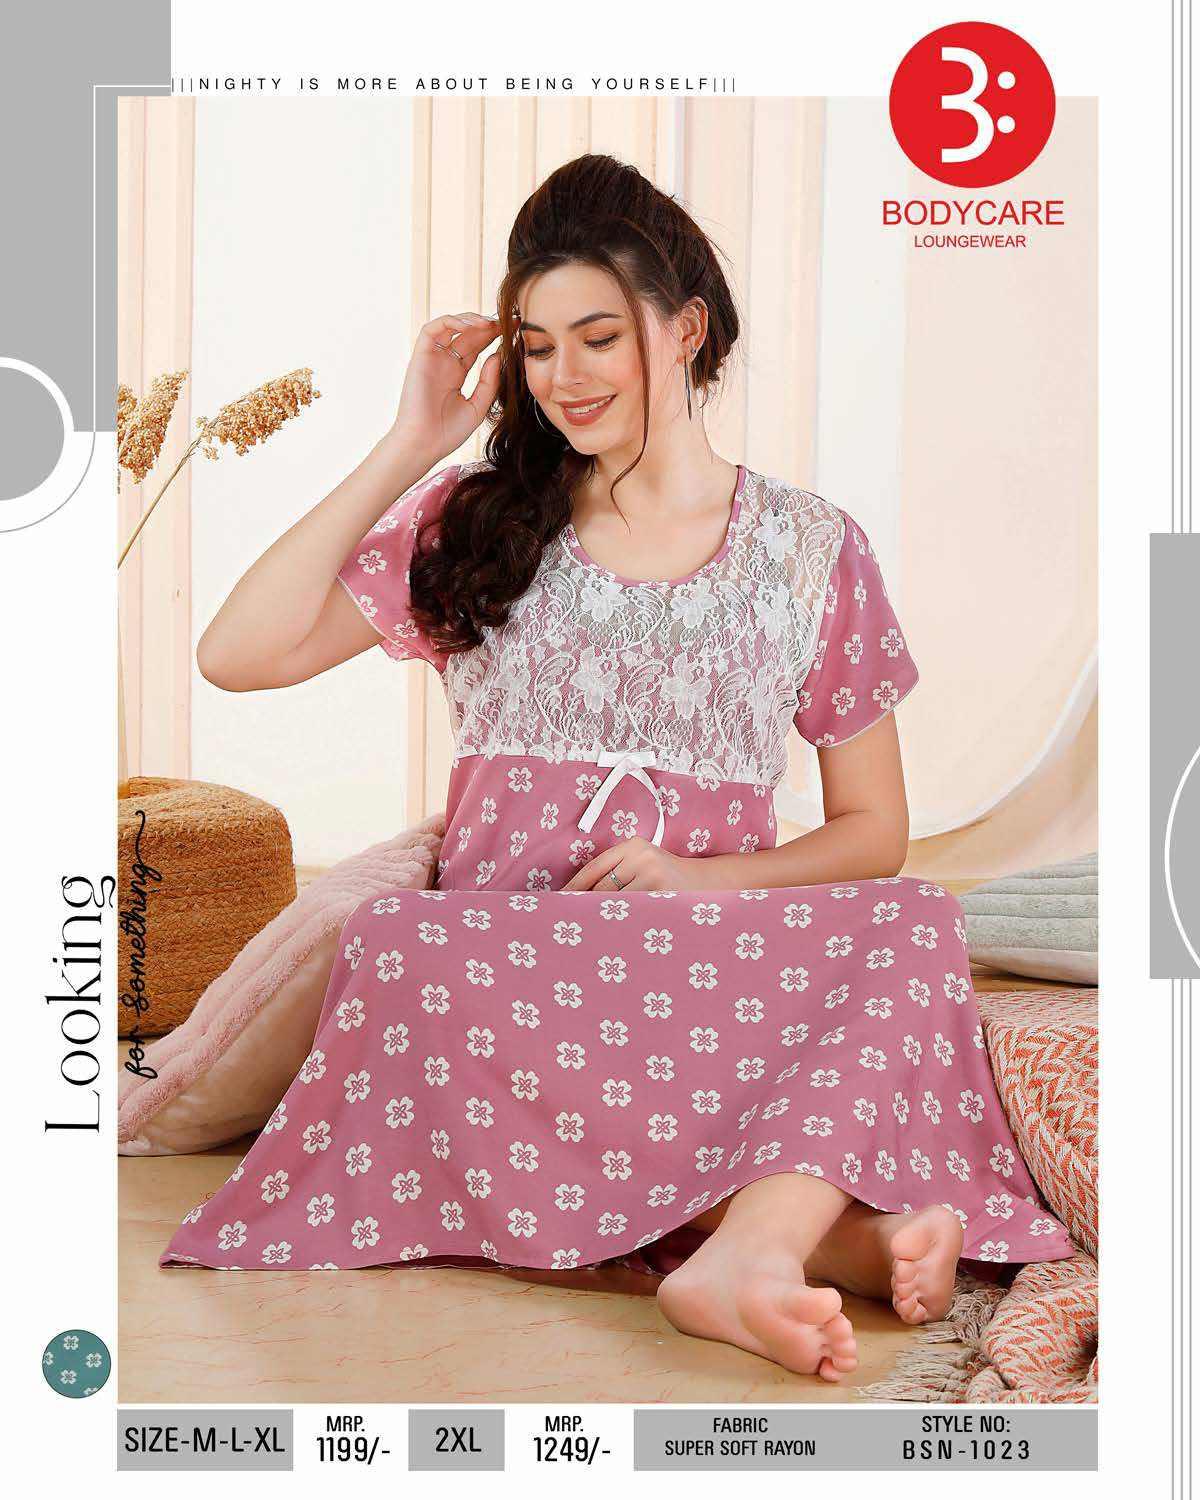 |||NIGHTY IS MORE ABOUT BEING YOURSELF|||
B:
BODYCARE
LOUNGEWEAR
Looking
for something
SIZE-M-L-XL
MRP.
1199/-
2XL
MRP.
1249/-
FABRIC
SUPER SOFT RAYON
STYLE NO:
BSN-1023